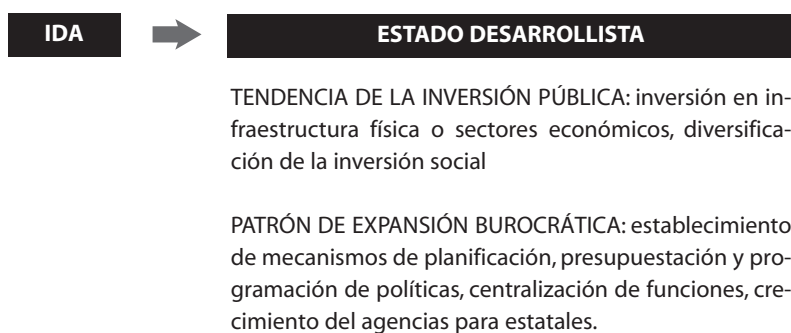 IDA
ESTADO DESARROLLISTA
TENDENCIA DE LA INVERSIÓN PÚBLICA: inversión en in-
fraestructura física o sectores económicos, diversifica-
ción de la inversión social
PATRÓN DE EXPANSIÓN BUROCRÁTICA: establecimiento
de mecanismos de planificación, presupuestación y pro-
gramación de políticas, centralización de funciones, cre-
cimiento del agencias para estatales.